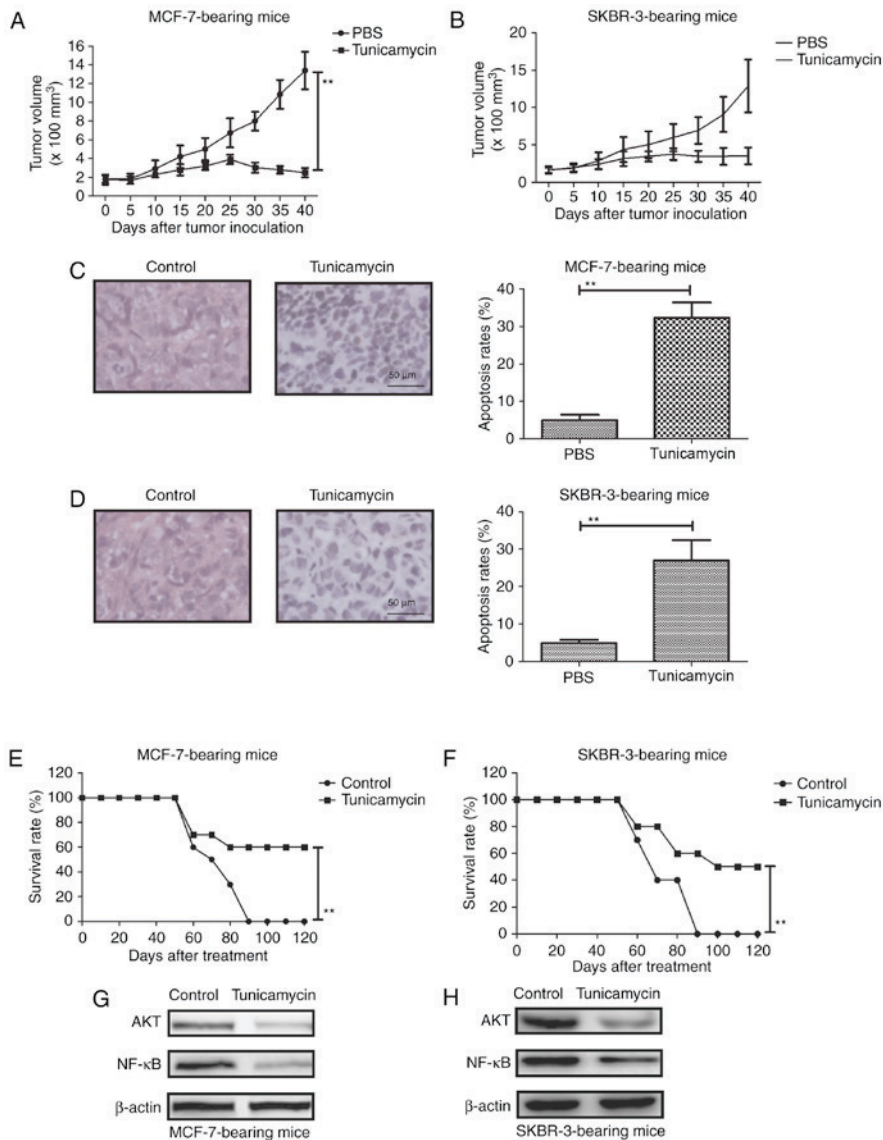 A
MCF-7-bearing mice
PBS
Tunicamycin
Tumor volume
(x 100 mm³)
16
14
12
10
8
6
4
2
0
**
0 5 10 15 20 25 30 35 40
Days after tumor inoculation
B
SKBR-3-bearing mice
PBS
Tunicamycin
Tumor volume
(x 100 mm³)
20
15
10
5
0
0 5 10 15 20 25 30 35 40
Days after tumor inoculation
C
Control
Tunicamycin
50 µm
MCF-7-bearing mice
Apoptosis rates (%)
40
30
20
10
0
**
PBS
Tunicamycin
D
Control
Tunicamycin
50 µm
SKBR-3-bearing mice
Apoptosis rates (%)
40
30
20
10
0
**
PBS
Tunicamycin
E
MCF-7-bearing mice
Control
Tunicamycin
Survival rate (%)
120
100
80
60
40
20
0
**
0 20 40 60 80 100 120
Days after treatment
F
SKBR-3-bearing mice
Control
Tunicamycin
Survival rate (%)
120
100
80
60
40
20
0
**
0 20 40 60 80 100 120
Days after treatment
G
Control Tunicamycin
AKT
NF-κB
β-actin
MCF-7-bearing mice
H
Control Tunicamycin
AKT
NF-κB
β-actin
SKBR-3-bearing mice